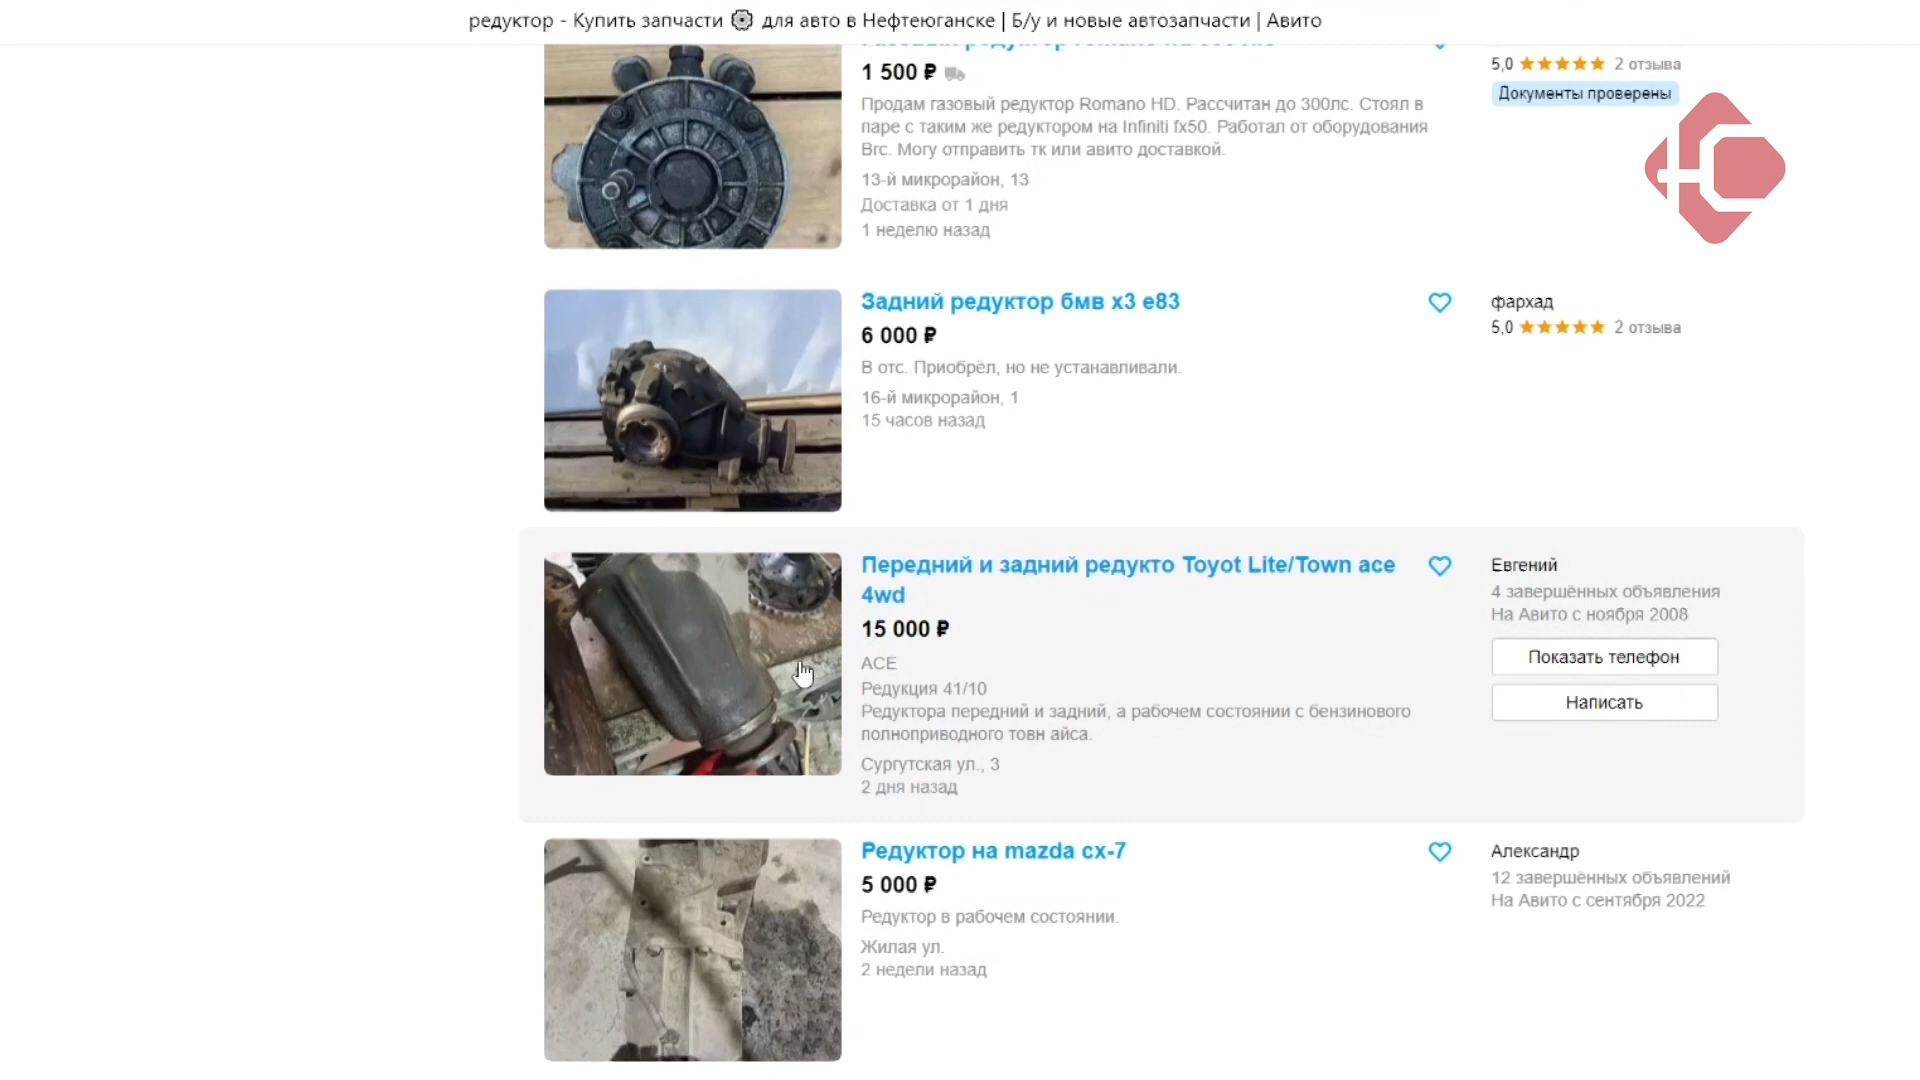 редуктор - Купить запчасти для авто в Нефтеюганске | Б/у и новые автозапчасти | Авито
1 500 ₽
Продам газовый редуктор Romano HD. Рассчитан до 300лс. Стоял в
паре с таким же редуктором на Infiniti fx50. Работал от оборудования
Brc. Могу отправить тк или авито доставкой.
13-й микрорайон, 13
Доставка от 1 дня
1 неделю назад
5,0 ★★★★★ 2 отзыва
Документы проверены
Задний редуктор бмв х3 е83
6 000 ₽
В отс. Приобрёл, но не устанавливали.
16-й микрорайон, 1
15 часов назад
фархад
5,0 ★★★★★ 2 отзыва
Передний и задний редукто Toyot Lite/Town ace
4wd
15 000 ₽
ACE
Редукция 41/10
Редуктора передний и задний, а рабочем состоянии с бензинового
полноприводного товн айса.
Сургутская ул., 3
2 дня назад
Евгений
4 завершённых объявления
На Авито с ноября 2008
Показать телефон
Написать
Редуктор на mazda cx-7
5 000 ₽
Редуктор в рабочем состоянии.
Жилая ул.
2 недели назад
Александр
12 завершённых объявлений
На Авито с сентября 2022